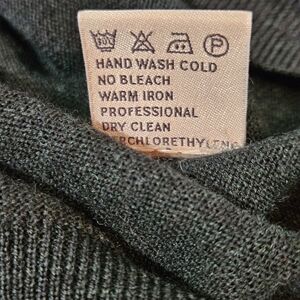 P
HAND WASH COLD
NO BLEACH
WARM IRON
PROFESSIONAL
DRY CLEAN